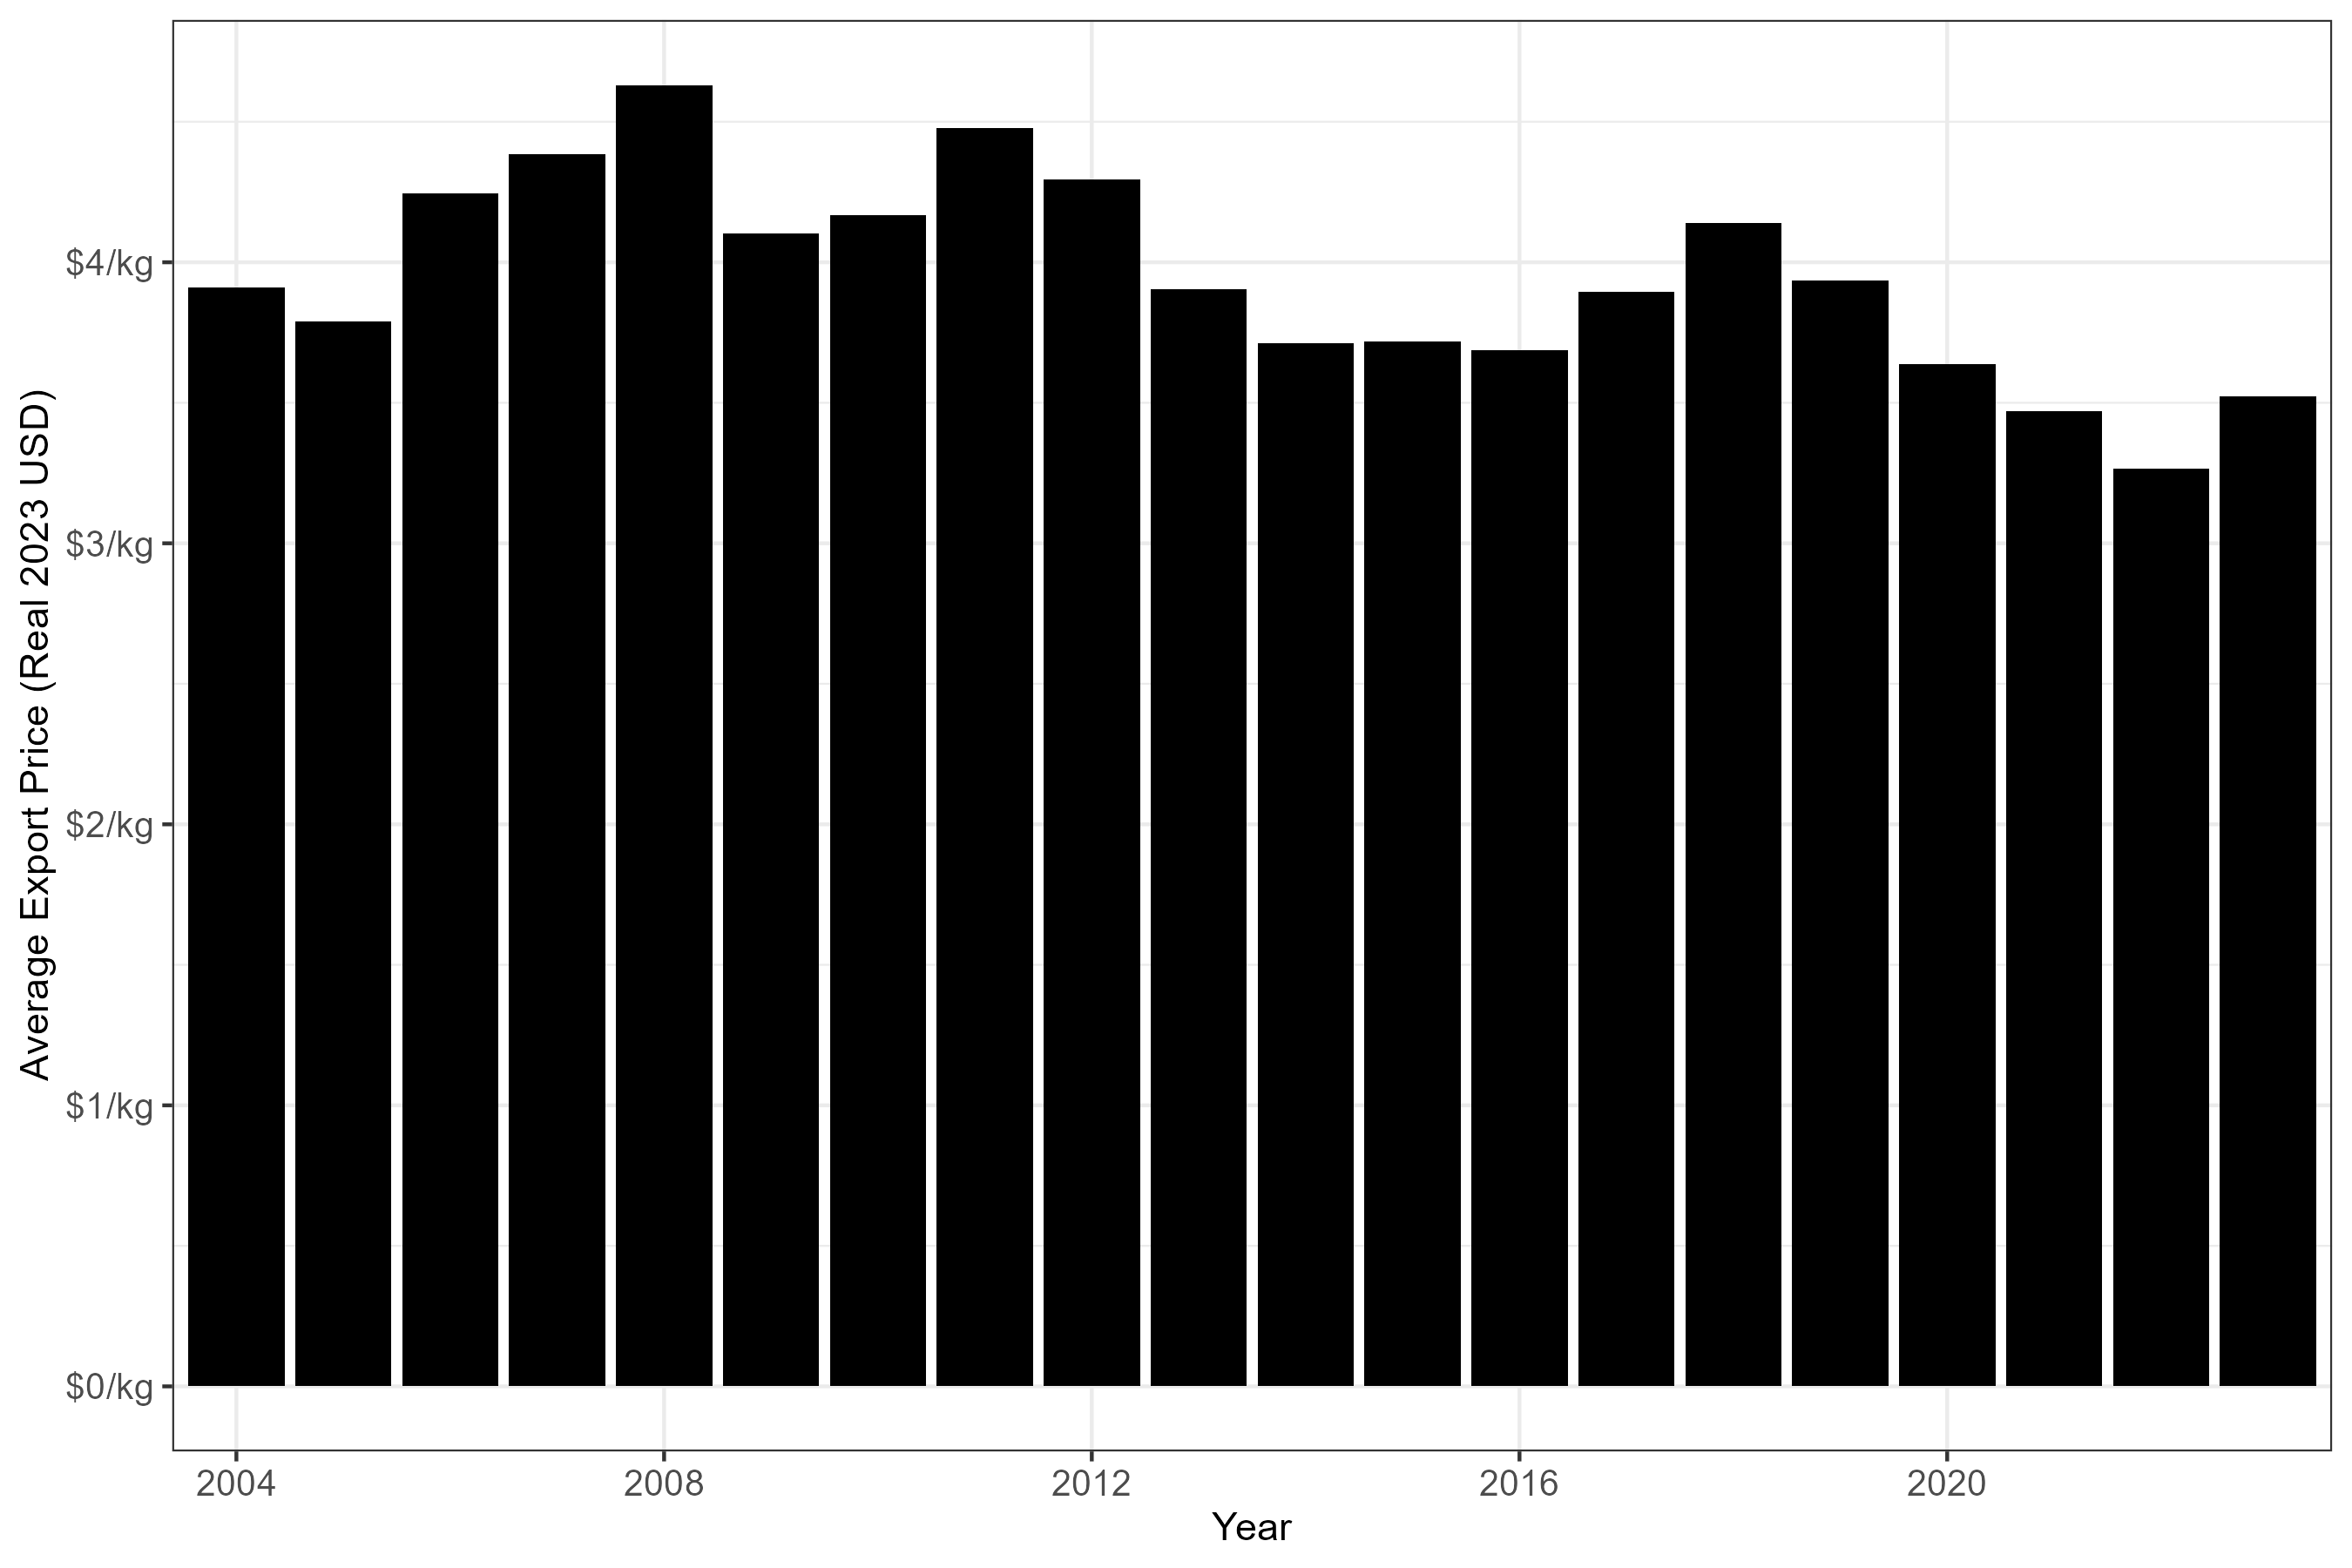 Average Export Price (Real 2023 USD)
$4/kg
$3/kg
$2/kg
$1/kg
$0/kg
2004 2008 2012 2016 2020
Year